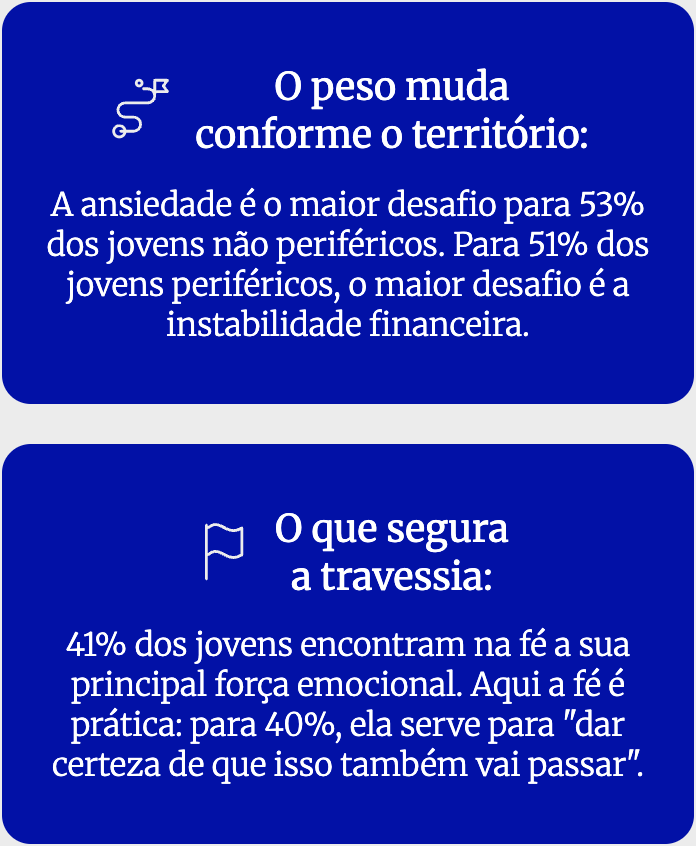 O peso muda
conforme o território:
A ansiedade é o maior desafio para 53%
dos jovens não periféricos. Para 51% dos
jovens periféricos, o maior desafio é a
instabilidade financeira.
O que segura
a travessia:
41% dos jovens encontram na fé a sua
principal força emocional. Aqui a fé é
prática: para 40%, ela serve para "dar
certeza de que isso também vai passar".